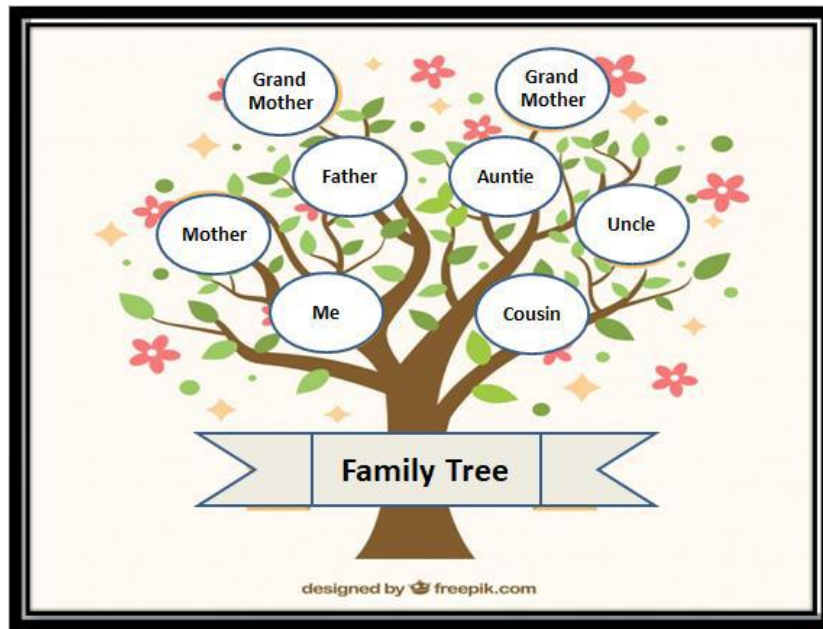 Grand
Mother
Grand
Mother
Father
Auntie
Mother
Uncle
Me
Cousin
Family Tree
designed by freepik.com